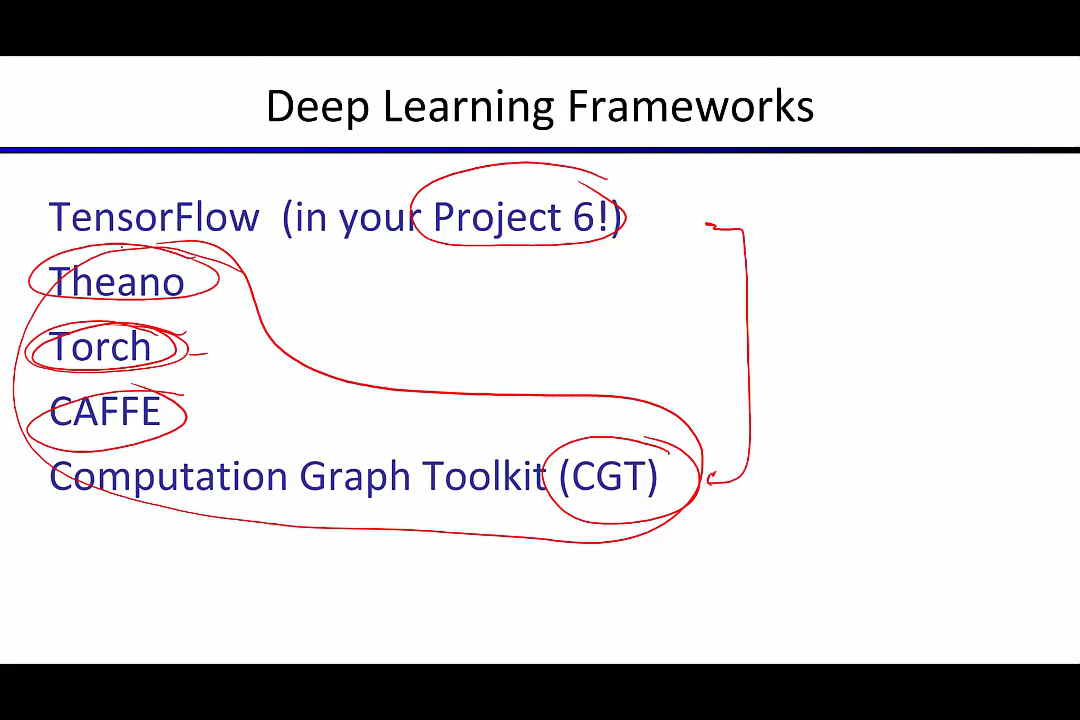 Deep Learning Frameworks
TensorFlow (in your Project 6!)
Theano
Torch
CAFFE
Computation Graph Toolkit (CGT)